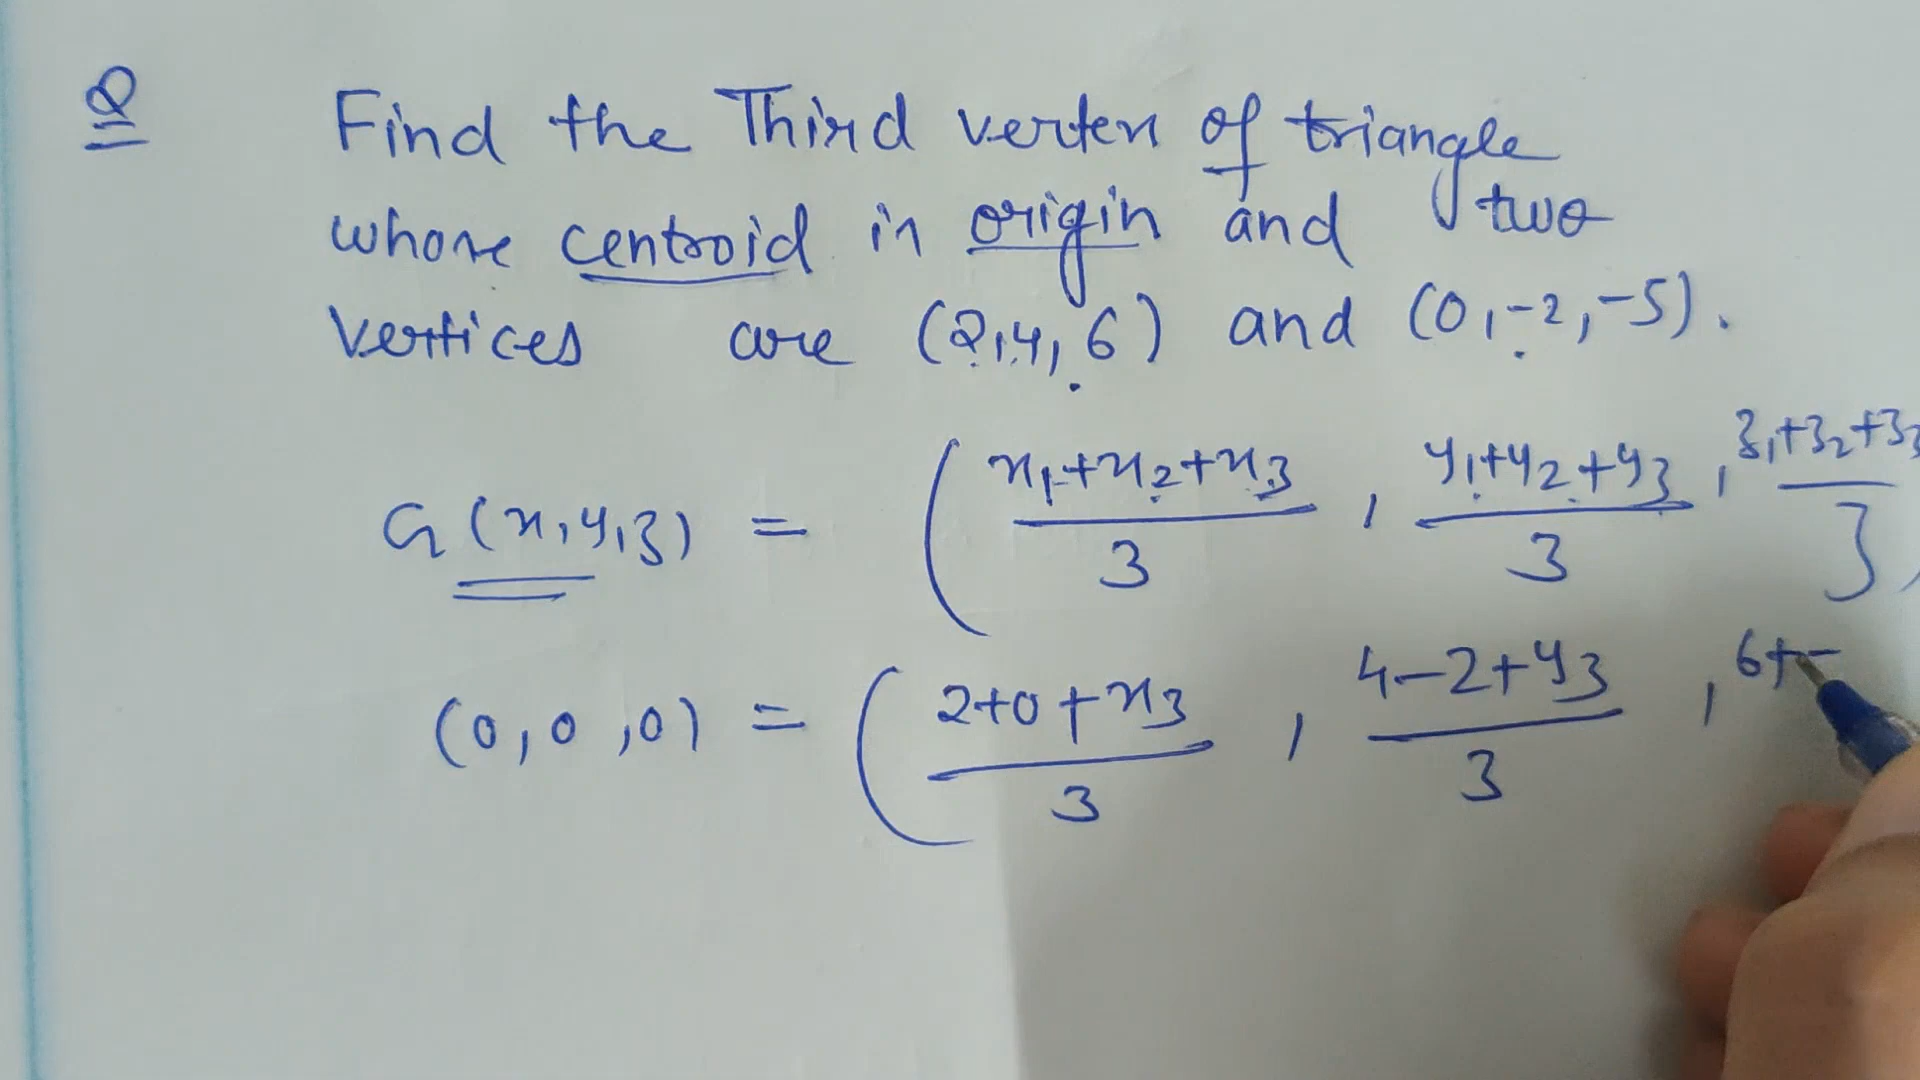 Q Find the Third vertex of triangle
whose centroid is origin and two
vertices are (2,4,6) and (0,-2,-5).
G(x,y,z) = (x₁+x₂+x₃/3, y₁+y₂+y₃/3, z₁+z₂+z₃/3)
(0,0,0) = (2+0+x₃/3, 4-2+y₃/3, 6+-